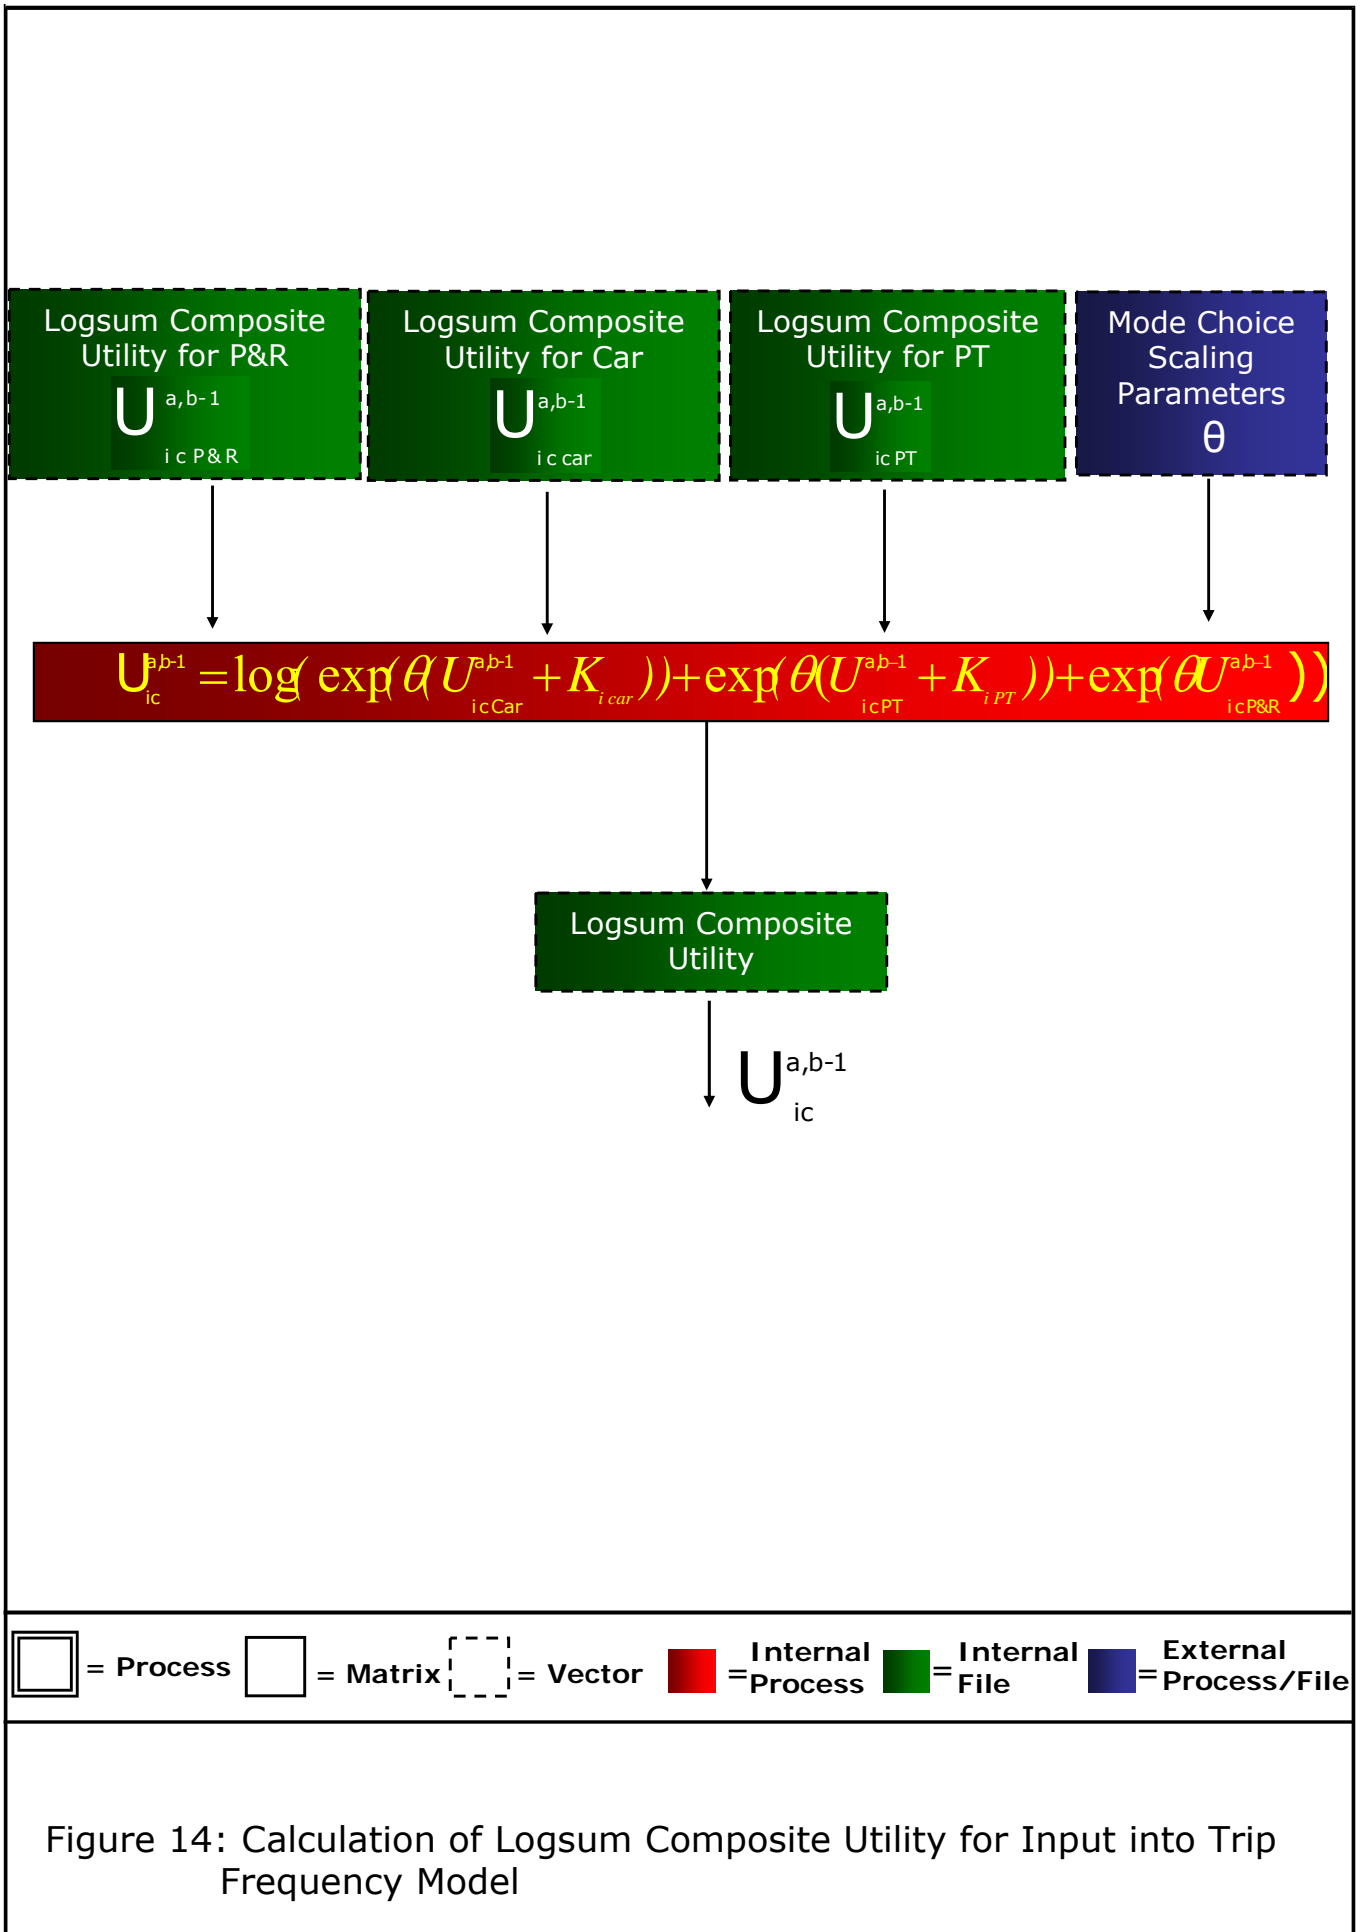 Logsum Composite
Utility for P&R
U a,b-1 i c P&R
Logsum Composite
Utility for Car
U a,b-1 i c car
Logsum Composite
Utility for PT
U a,b-1 ic PT
Mode Choice
Scaling
Parameters
θ
U a,b-1 ic = log( exp(θ(U a,b-1 i c Car + K i car )) + exp(θ(U a,b-1 i c PT + K i PT )) + exp(θU a,b-1 i c P&R ))
Logsum Composite
Utility
U a,b-1 ic
= Process
= Matrix
= Vector
= Internal
Process
= Internal
File
= External
Process/File
Figure 14: Calculation of Logsum Composite Utility for Input into Trip
Frequency Model